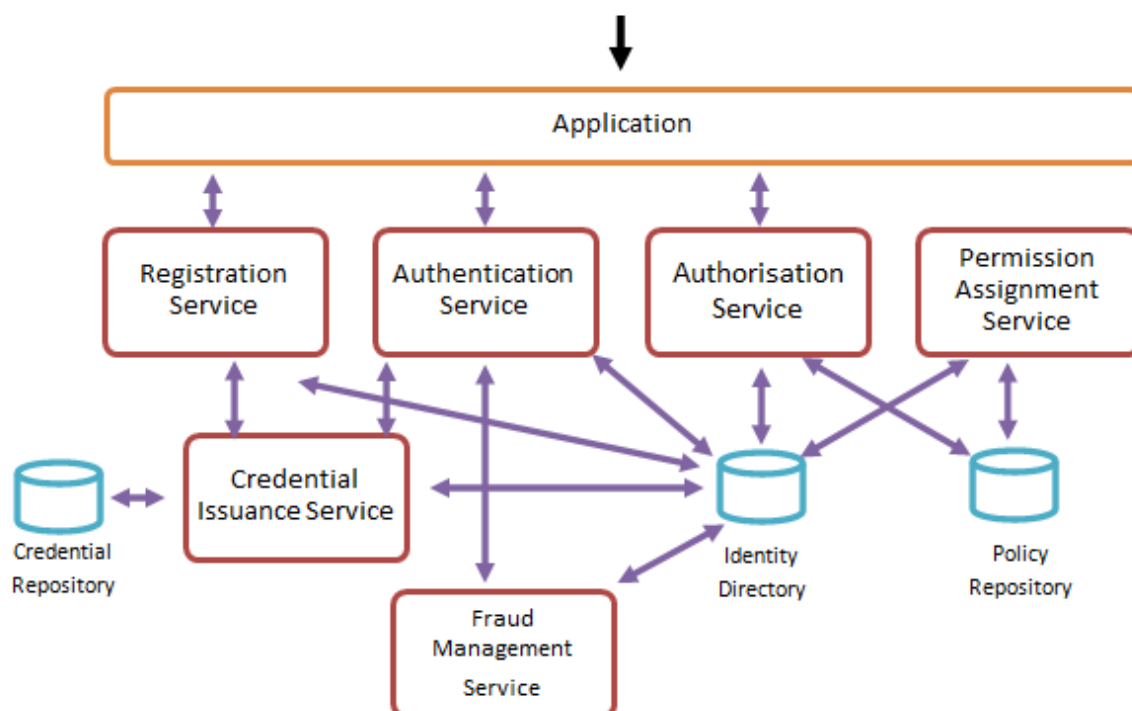 Application
Registration
Service
Authentication
Service
Authorisation
Service
Permission
Assignment
Service
Credential
Issuance Service
Credential
Repository
Identity
Directory
Policy
Repository
Fraud
Management
Service